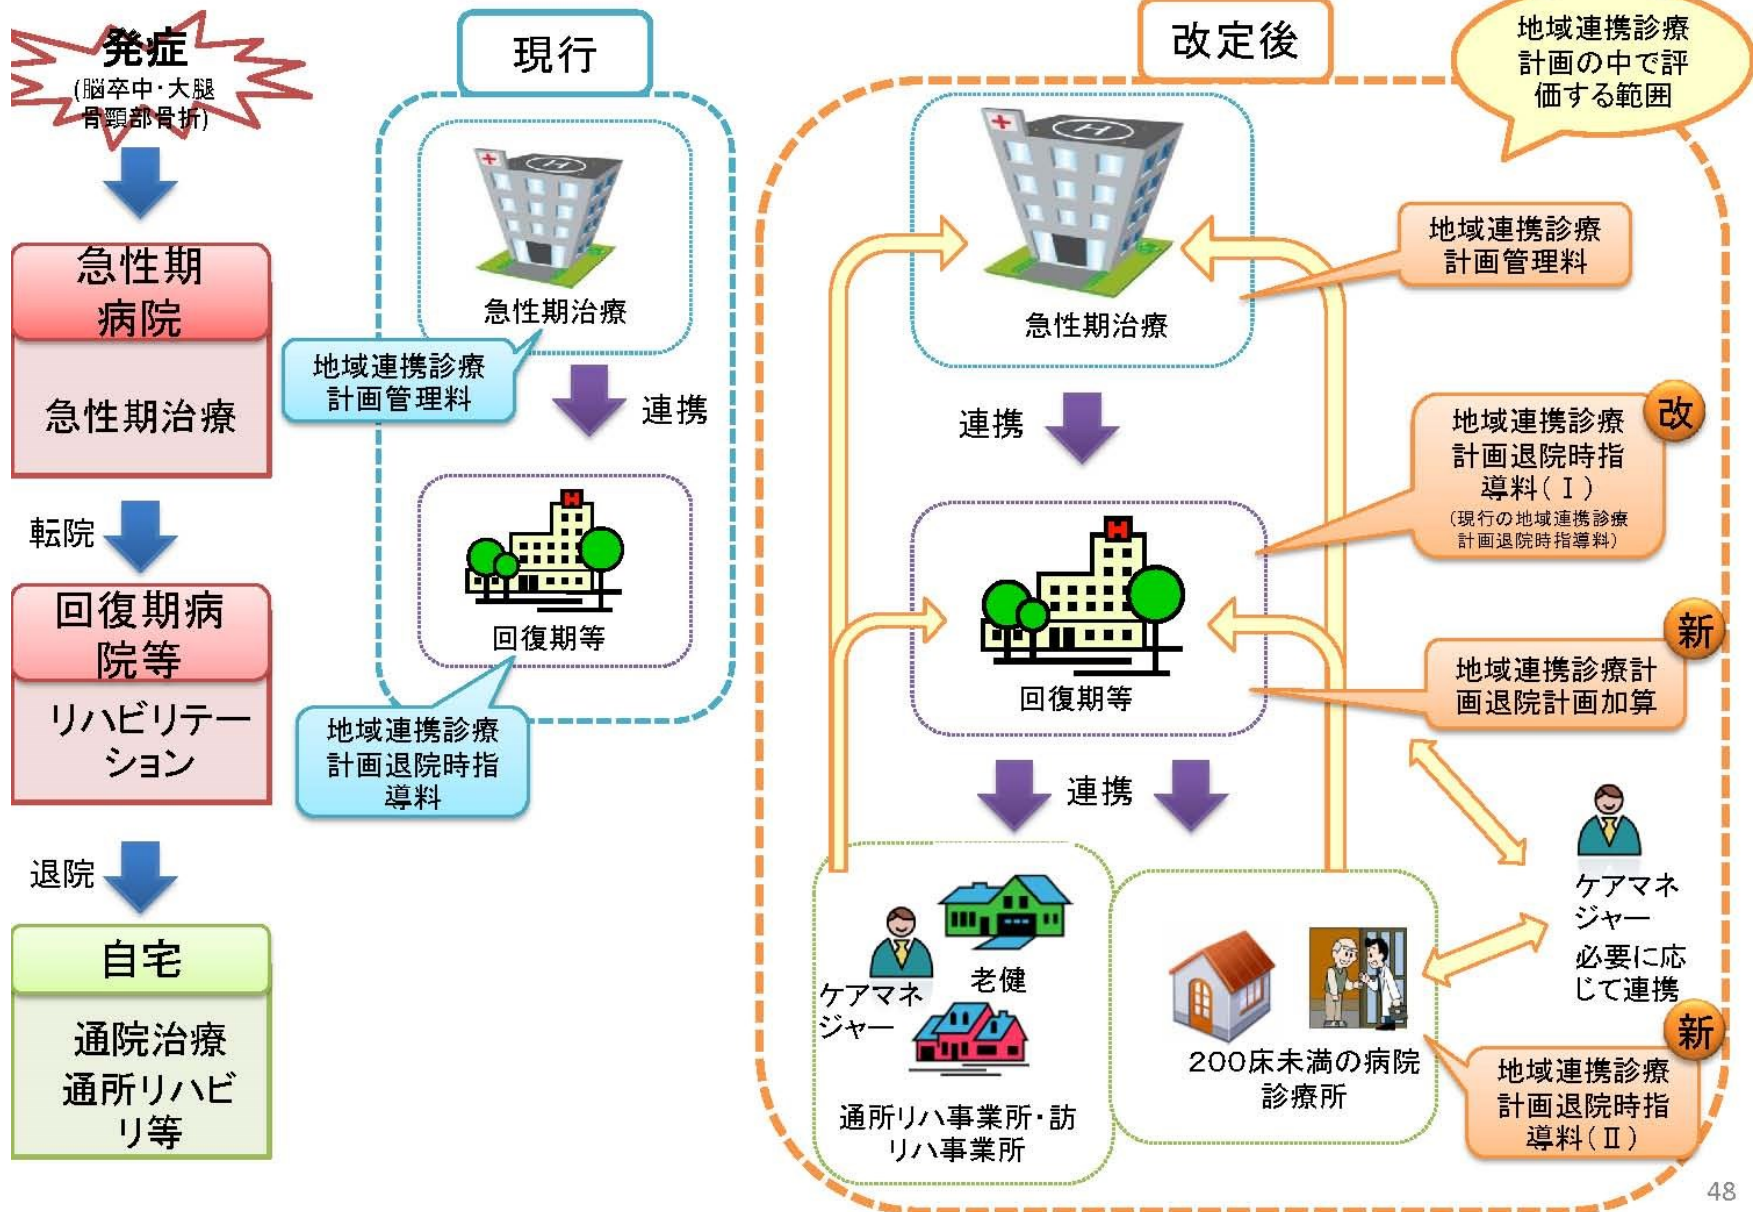 発症
(脳卒中・大腿
骨頸部骨折)
急性期
病院
急性期治療
転院
回復期病
院等
リハビリテー
ション
退院
自宅
通院治療
通所リハビ
リ等
現行
急性期治療
地域連携診療
計画管理料
連携
回復期等
地域連携診療
計画退院時指
導料
改定後
地域連携診療
計画の中で評
価する範囲
急性期治療
地域連携診療
計画管理料
連携
地域連携診療
計画退院時指
導料(Ⅰ)
(現行の地域連携診療
計画退院時指導料)
改
回復期等
地域連携診療計
画退院計画加算
新
連携
ケアマネ
ジャー
老健
通所リハ事業所・訪
リハ事業所
200床未満の病院
診療所
ケアマネ
ジャー
必要に応
じて連携
新
地域連携診療
計画退院時指
導料(Ⅱ)
48